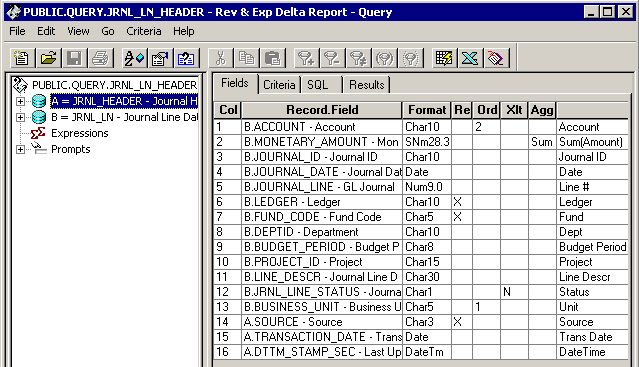 PUBLIC.QUERY.JRNL_LN_HEADER - Rev & Exp Delta Report - Query
File Edit View Go Criteria Help
PUBLIC.QUERY.JRNL_LN_HEADER
A = JRNL_HEADER - Journal H
B = JRNL_LN - Journal Line Da
Expressions
Prompts
Fields Criteria SQL Results
Col Record.Field Format Re Ord Xlt Agg
1 B.ACCOUNT - Account Char10 2 Account
2 B.MONETARY_AMOUNT - Mon SNm28.3 Sum Sum(Amount)
3 B.JOURNAL_ID - Journal ID Char10 Journal ID
4 B.JOURNAL_DATE - Journal Dat Date Date
5 B.JOURNAL_LINE - GL Journal Num9.0 Line #
6 B.LEDGER - Ledger Char10 X Ledger
7 B.FUND_CODE - Fund Code Char5 X Fund
8 B.DEPTID - Department Char10 Dept
9 B.BUDGET_PERIOD - Budget P Char8 Budget Period
10 B.PROJECT_ID - Project Char15 Project
11 B.LINE_DESCR - Journal Line D Char30 Line Descr
12 B.JRNL_LINE_STATUS - Journa Char1 N Status
13 B.BUSINESS_UNIT - Business U Char5 1 Unit
14 A.SOURCE - Source Char3 X Source
15 A.TRANSACTION_DATE - Trans Date Trans Date
16 A.DTTM_STAMP_SEC - Last Up DateTm DateTime